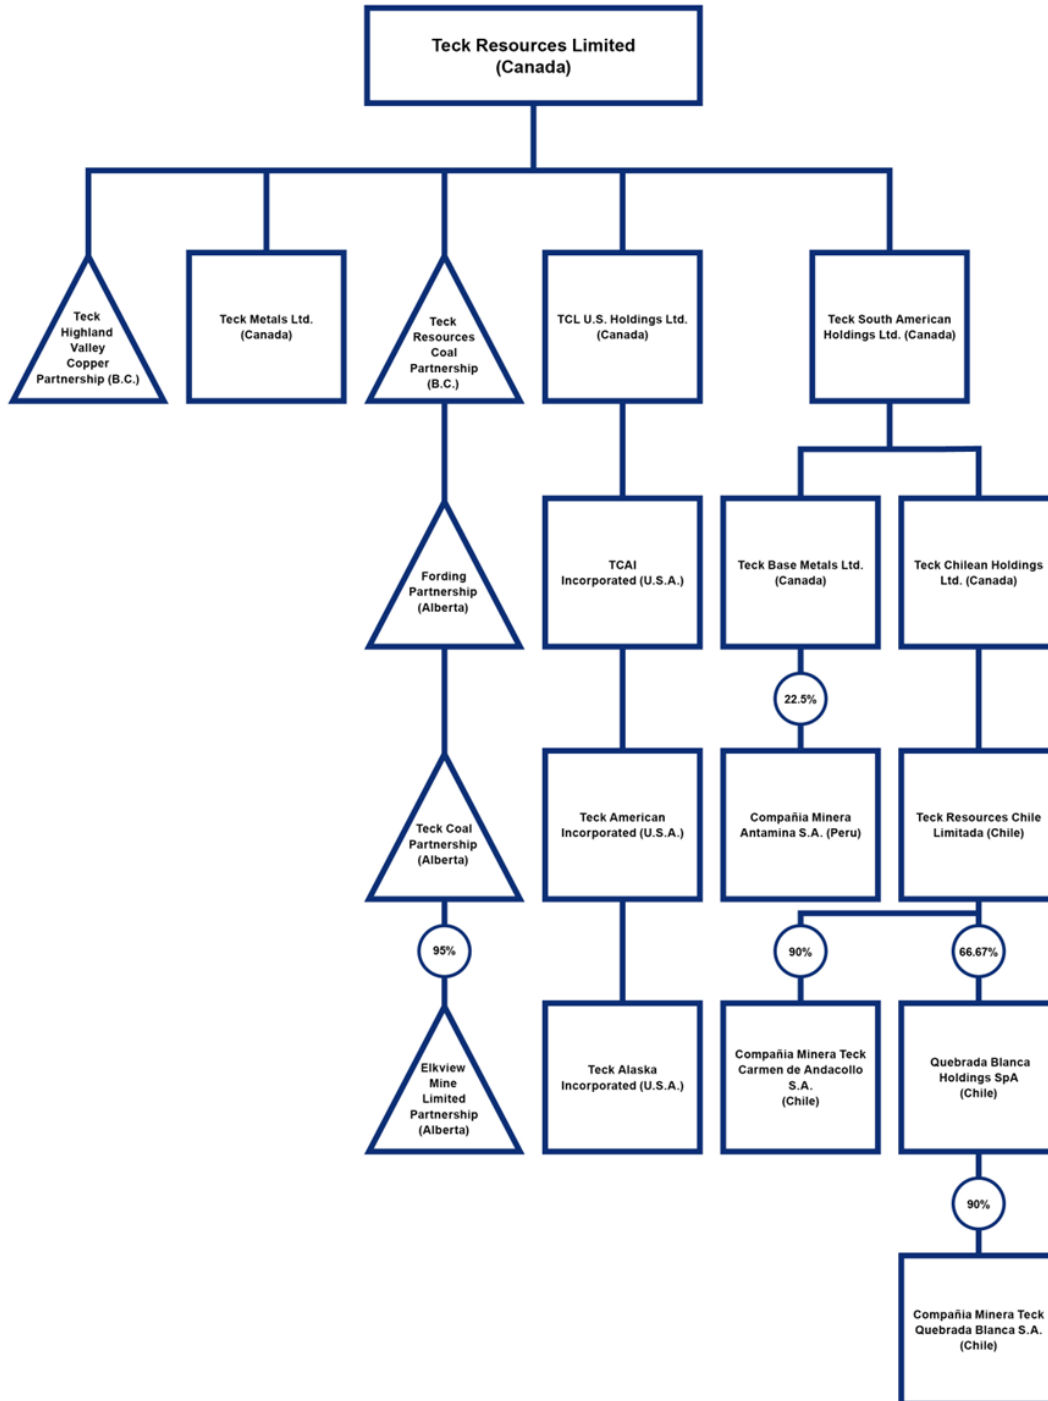 Teck Resources Limited
(Canada)
Teck
Highland
Valley
Copper
Partnership (B.C.)
Teck Metals Ltd.
(Canada)
Teck
Resources
Coal
Partnership
(B.C.)
TCL U.S. Holdings Ltd.
(Canada)
Teck South American
Holdings Ltd. (Canada)
Fording
Partnership
(Alberta)
TCAI
Incorporated (U.S.A.)
Teck Base Metals Ltd.
(Canada)
Teck Chilean Holdings
Ltd. (Canada)
22.5%
Teck Coal
Partnership
(Alberta)
Teck American
Incorporated (U.S.A.)
Compañia Minera
Antamina S.A. (Peru)
Teck Resources Chile
Limitada (Chile)
95%
90%
66.67%
Elkview
Mine
Limited
Partnership
(Alberta)
Teck Alaska
Incorporated (U.S.A.)
Compañia Minera Teck
Carmen de Andacollo
S.A.
(Chile)
Quebrada Blanca
Holdings SpA
(Chile)
90%
Compañia Minera Teck
Quebrada Blanca S.A.
(Chile)